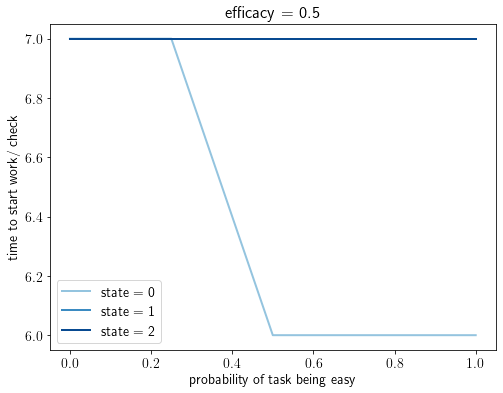 efficacy = 0.5
time to start work/ check
7.0
6.8
6.6
6.4
6.2
6.0
state = 0
state = 1
state = 2
0.0 0.2 0.4 0.6 0.8 1.0
probability of task being easy